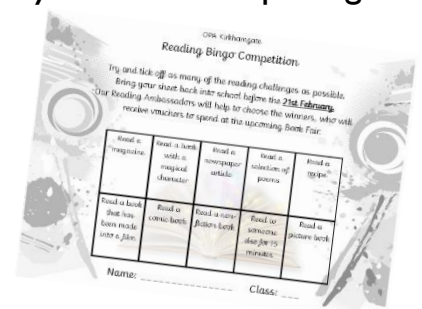 OPA Kirkhamgate
Reading Bingo Competition
Try and tick off as many of the reading challenges as possible.
Bring your sheet back into school before the 21st February.
Our Reading Ambassadors will help to choose the winners, who will
receive vouchers to spend at the upcoming Book Fair.
Read a magazine
Read a book with a magical character
Read a newspaper article
Read a selection of poems
Read a recipe
Read a book that has been made into a film.
Read a comic book
Read a non-fiction book
Read to someone else for 15 minutes
Read a picture book
Name: _______________ Class: ___